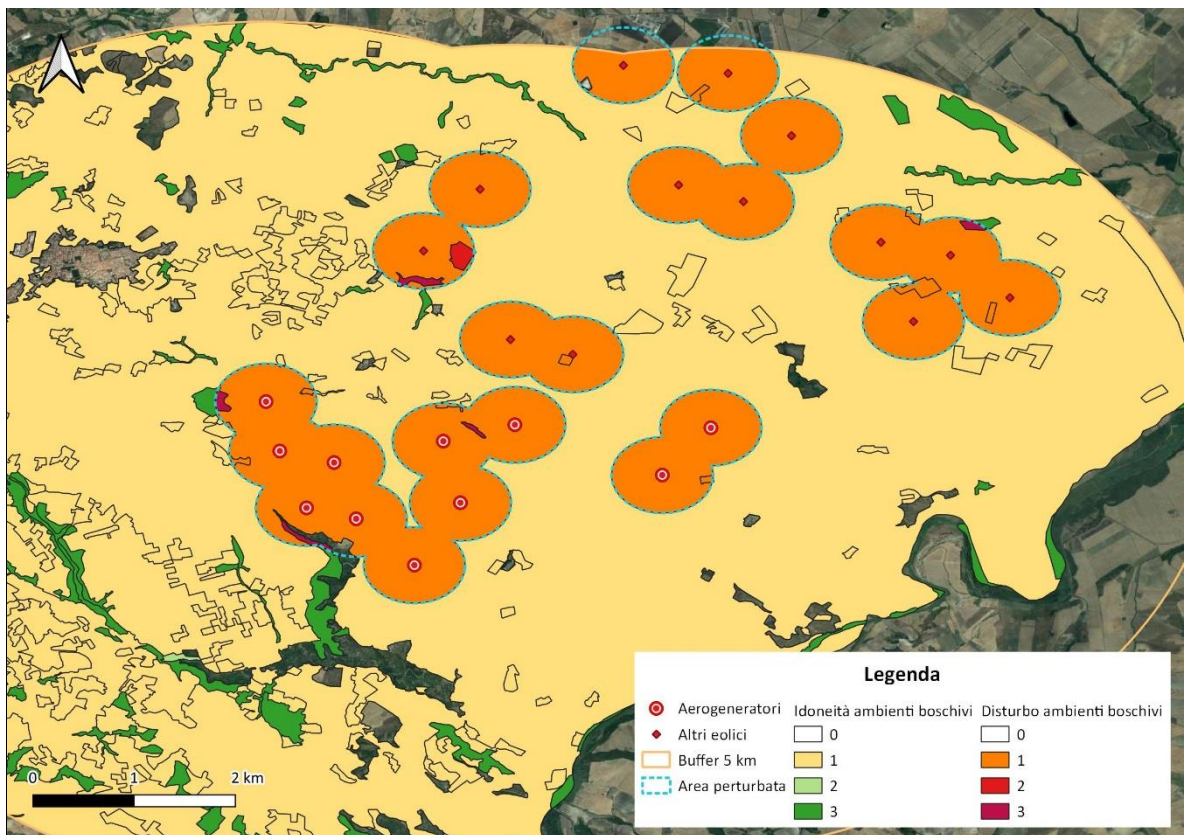 Legenda
Aerogeneratori
Altri eolici
Buffer 5 km
Area perturbata
Idoneità ambienti boschivi
0
1
2
3
Disturbo ambienti boschivi
0
1
2
3
0 1 2 km